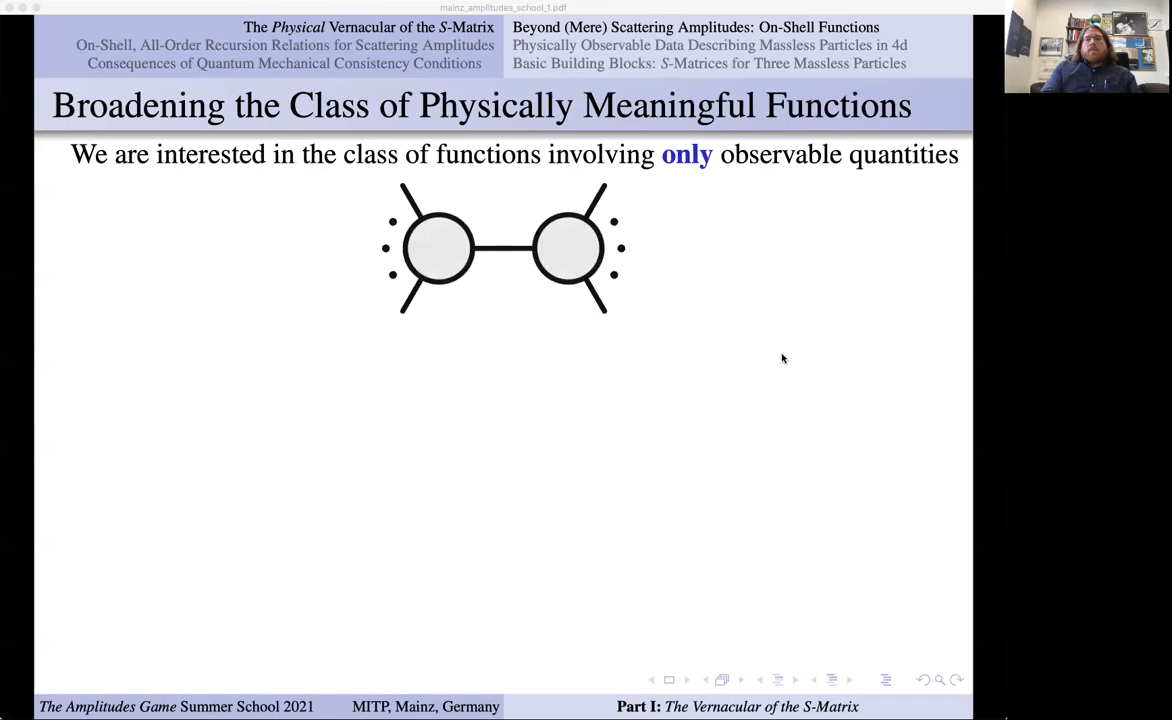 mainz_amplitudes_school_1.pdf
The Physical Vernacular of the S-Matrix
On-Shell, All-Order Recursion Relations for Scattering Amplitudes
Consequences of Quantum Mechanical Consistency Conditions
Beyond (Mere) Scattering Amplitudes: On-Shell Functions
Physically Observable Data Describing Massless Particles in 4d
Basic Building Blocks: S-Matrices for Three Massless Particles
Broadening the Class of Physically Meaningful Functions
We are interested in the class of functions involving only observable quantities
The Amplitudes Game Summer School 2021 MITP, Mainz, Germany Part I: The Vernacular of the S-Matrix